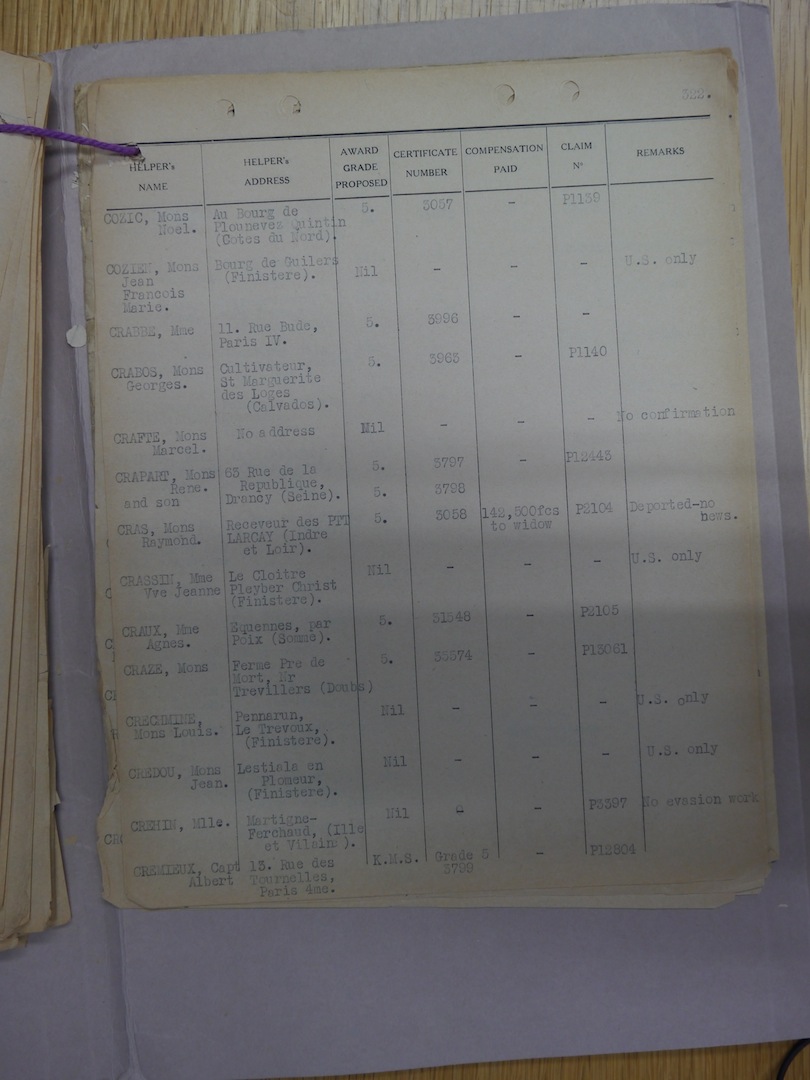 322.
HELPER's NAME HELPER's ADDRESS AWARD GRADE PROPOSED CERTIFICATE NUMBER COMPENSATION PAID CLAIM Nº REMARKS
COZIC, Mons Au Bourg de 5. 3057 - P1139
Noel. Plounevez Quintin
(Cotes du Nord).
COZIEN, Mons Bourg de Guilers Nil - - - U.S. only
Jean (Finistere).
Francois
Marie.
CRABBE, Mme 11. Rue Bude, 5. 3996 - -
Paris IV.
CRABOS, Mons Cultivateur, 5. 3963 - P1140
Georges. St Marguerite
des Loges
(Calvados).
CRAFTE, Mons No address Nil - - - No confirmation
Marcel.
CRAPART, Mons 63 Rue de la 5. 3797 - P12443
Rene. Republique,
and son Drancy (Seine). 5. 3798
CRAS, Mons Receveur des PTT 5. 3058 142,500fcs P2104 Deported-no
Raymond. LARCAY (Indre to widow news.
et Loir).
CRASSIN, Mme Le Cloitre Nil - - - U.S. only
Vve Jeanne Pleyber Christ
(Finistere).
CRAUX, Mme Equennes, par 5. 31548 - P2105
Agnes. Poix (Somme).
CRAZE, Mons Ferme Pre de 5. 35574 - P13061
Mort, Nr
Trevillers (Doubs)
CRECHMINE, Pennarun, Nil - - - U.S. only
Mons Louis. Le Trevoux,
(Finistere).
CREDOU, Mons Lestiala en Nil - - - U.S. only
Jean. Plomeur,
(Finistere).
CREMIN, Mlle. Martigne- Nil - - P3397 No evasion work
Ferchaud, (Ille
et Vilaine).
CREMIEUX, Capt 13. Rue des K.M.S. Grade 5 - P12804
Albert Tournelles, 3799
Paris 4me.